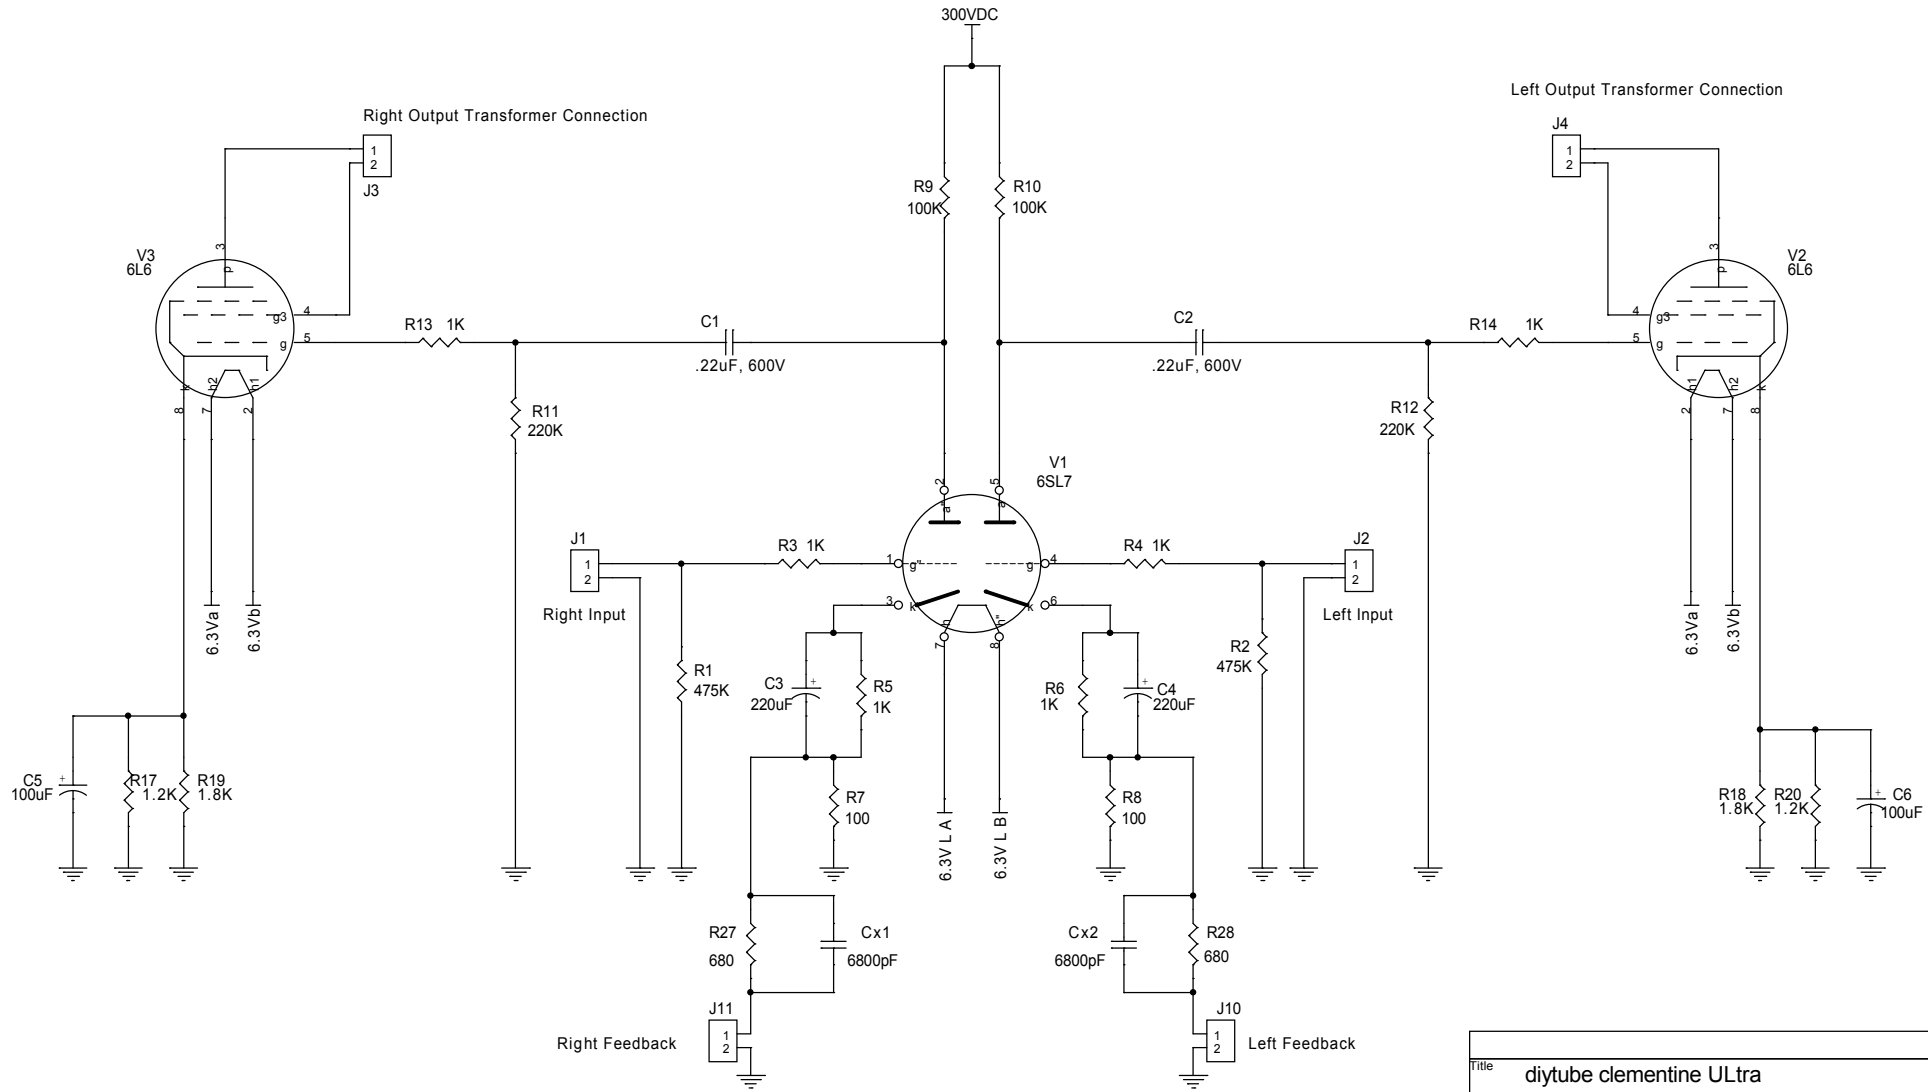 300VDC
Right Output Transformer Connection
Left Output Transformer Connection
J3
1
2
J4
1
2
R9
100K
R10
100K
V3
6L6
3
p
g3
4
g
5
k
h2
h1
8
7
2
V2
6L6
3
p
4
g3
5
g
h1
h2
k
2
7
8
R13 1K
C1
.22uF, 600V
C2
.22uF, 600V
R14 1K
R11
220K
R12
220K
V1
6SL7
2
a"
5
a
1
g"
g
4
3
k
k
6
h
h"
7
8
J1
1
2
Right Input
R3 1K
R4 1K
J2
1
2
Left Input
6.3Va
6.3Vb
6.3Va
6.3Vb
R1
475K
R2
475K
C3
+
220uF
R5
1K
R6
1K
+
C4
220uF
C5
+
100uF
R17
1.2K
R19
1.8K
R7
100
6.3V L A
6.3V L B
R8
100
R18
1.8K
R20
1.2K
+
C6
100uF
R27
680
Cx1
6800pF
Cx2
6800pF
R28
680
J11
1
2
Right Feedback
J10
1
2
Left Feedback
Title
diytube clementine ULtra